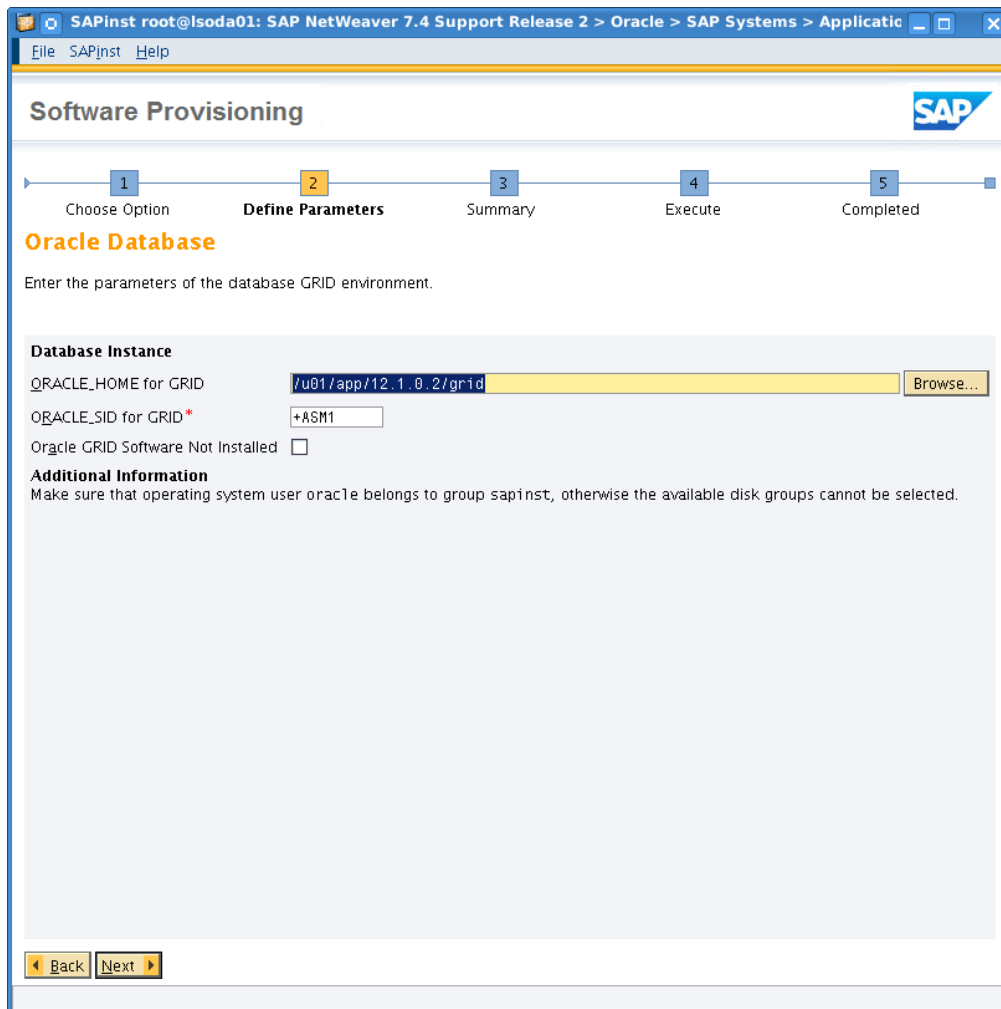 SAPinst root@lsoda01: SAP NetWeaver 7.4 Support Release 2 > Oracle > SAP Systems > Applicatio
File SAPinst Help
Software Provisioning
SAP
1 2 3 4 5
Choose Option Define Parameters Summary Execute Completed
Oracle Database
Enter the parameters of the database GRID environment.
Database Instance
ORACLE_HOME for GRID /u01/app/12.1.0.2/grid Browse...
ORACLE_SID for GRID* +ASM1
Oracle GRID Software Not Installed
Additional Information
Make sure that operating system user oracle belongs to group sapinst, otherwise the available disk groups cannot be selected.
Back Next